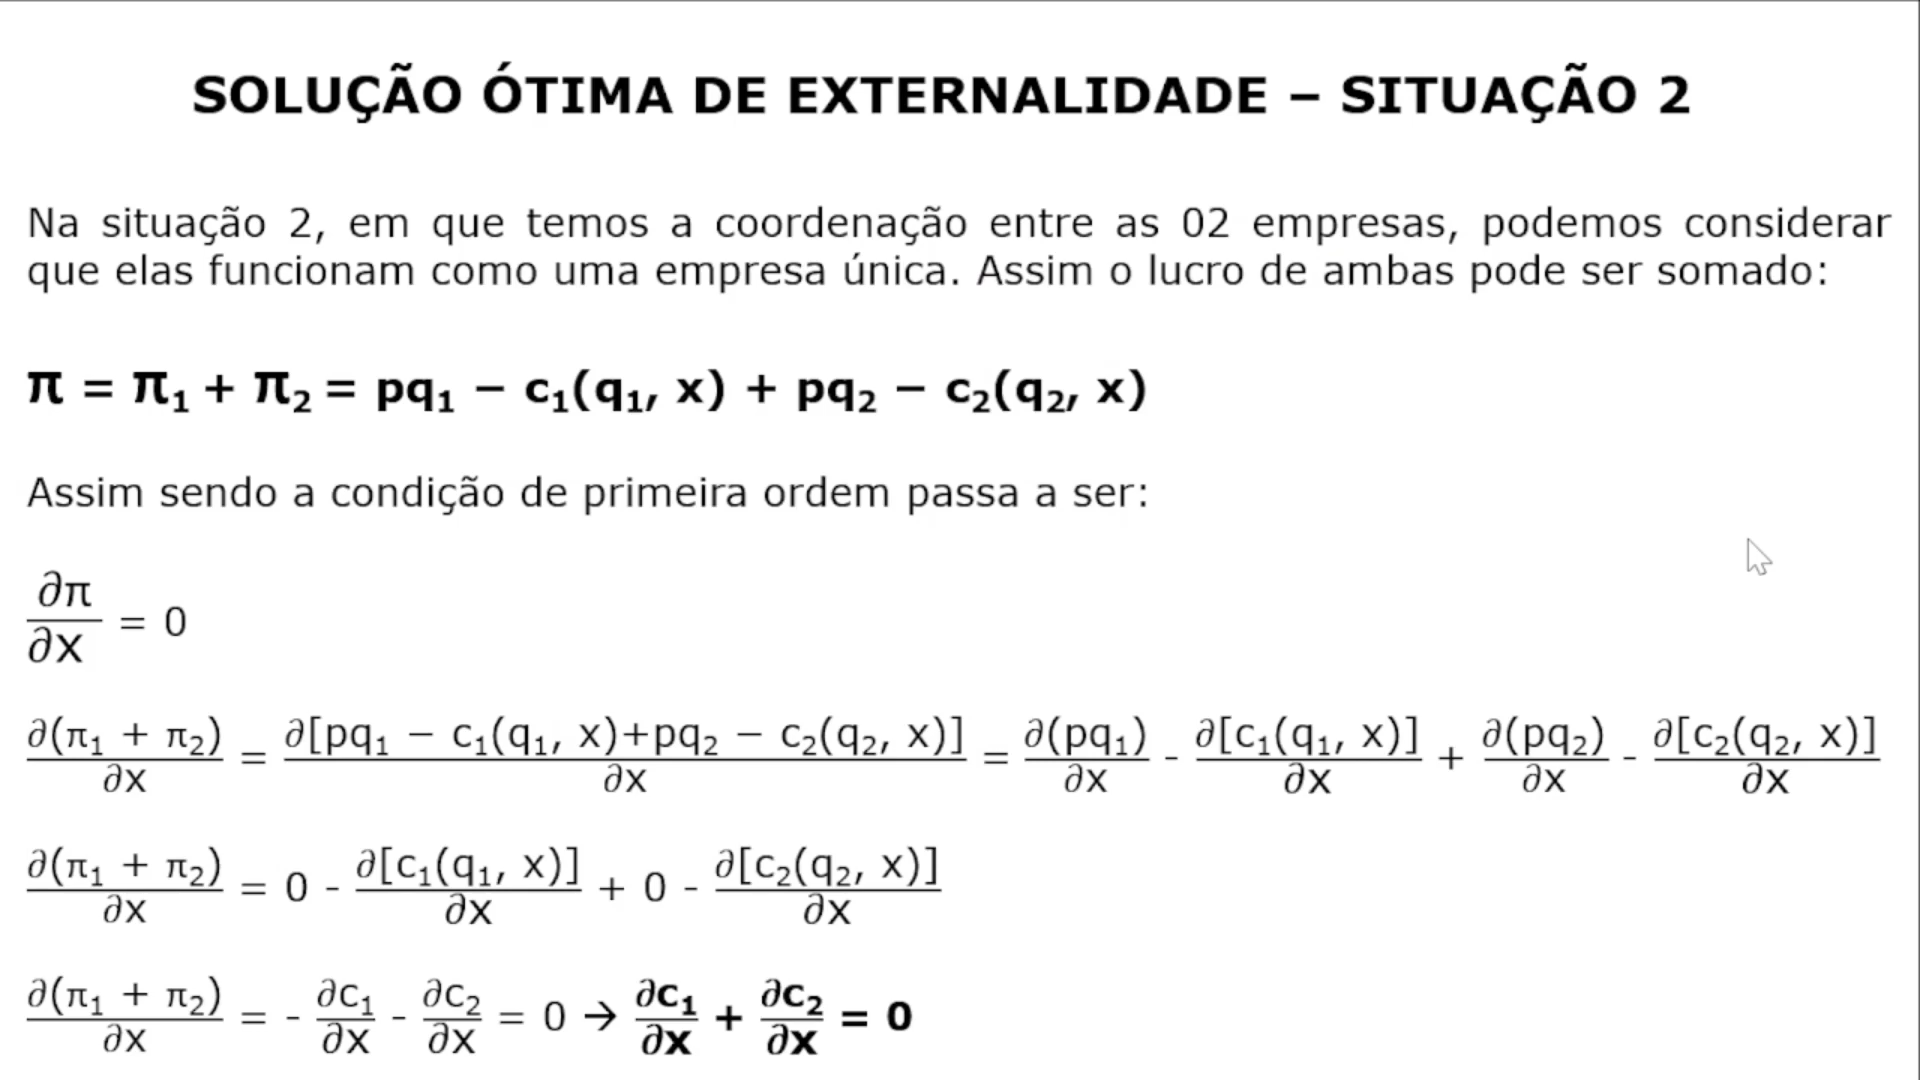 SOLUÇÃO ÓTIMA DE EXTERNALIDADE – SITUAÇÃO 2
Na situação 2, em que temos a coordenação entre as 02 empresas, podemos considerar
que elas funcionam como uma empresa única. Assim o lucro de ambas pode ser somado:
π = π₁ + π₂ = pq₁ – c₁(q₁, x) + pq₂ – c₂(q₂, x)
Assim sendo a condição de primeira ordem passa a ser:
∂π/∂x = 0
∂(π₁ + π₂)/∂x = ∂[pq₁ – c₁(q₁, x)+pq₂ – c₂(q₂, x)]/∂x = ∂(pq₁)/∂x - ∂[c₁(q₁, x)]/∂x + ∂(pq₂)/∂x - ∂[c₂(q₂, x)]/∂x
∂(π₁ + π₂)/∂x = 0 - ∂[c₁(q₁, x)]/∂x + 0 - ∂[c₂(q₂, x)]/∂x
∂(π₁ + π₂)/∂x = - ∂c₁/∂x - ∂c₂/∂x = 0 → ∂c₁/∂x + ∂c₂/∂x = 0